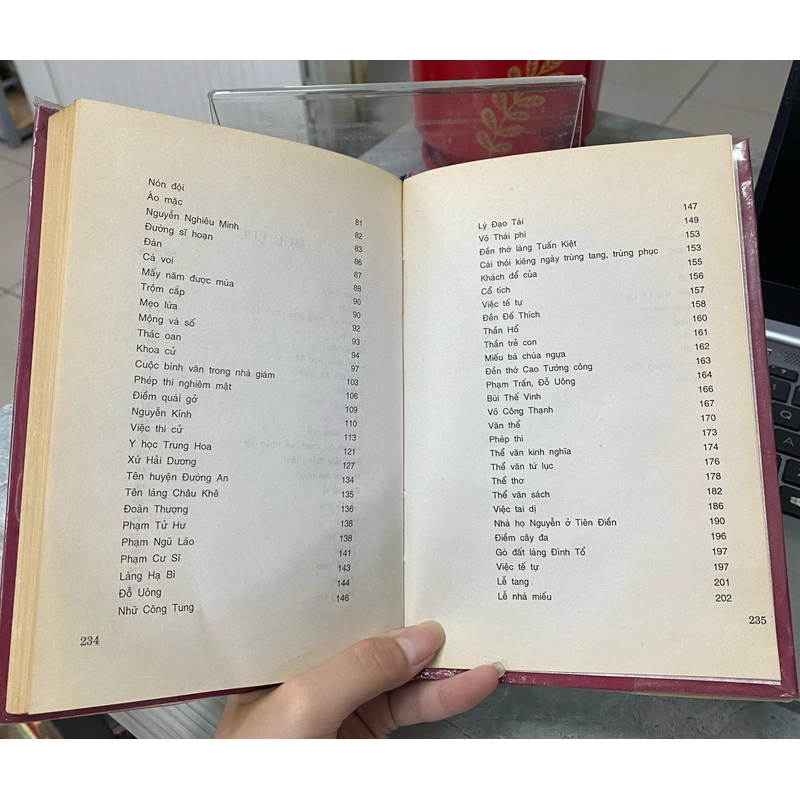 Nón đội 81
Áo mặc 82
Nguyễn Nghiêu Minh 83
Đường sĩ hoạn 86
Đản 87
Cá voi 88
Mấy năm được mùa 90
Trộm cắp 90
Mẹo lừa 92
Mộng và số 93
Thác oan 94
Khoa cử 97
Cuộc bình văn trong nhà giám 103
Phép thi nghiêm mật 106
Điềm quái gở 109
Nguyễn Kính 110
Việc thi cử 113
Y học Trung Hoa 121
Xứ Hải Dương 127
Tên huyện Đường An 134
Tên làng Châu Khê 135
Đoàn Thượng 136
Phạm Tử Hư 138
Phạm Ngũ Lão 138
Phạm Cư Sĩ 141
Làng Hạ Bì 143
Đỗ Uông 144
Nhữ Công Tung 146
234
Lý Đạo Tái 147
Võ Thái phi 149
Đền thờ làng Tuấn Kiệt 153
Cái thói kiêng ngày trùng tang, trùng phục 153
Khách để của 155
Cổ tích 156
Việc tế tự 157
Đền Đế Thích 158
Thần Hổ 160
Thần trẻ con 161
Miếu bà chúa ngựa 162
Đền thờ Cao Tướng công 163
Phạm Trấn, Đỗ Uông 164
Bùi Thế Vinh 166
Võ Công Thạnh 167
Văn thể 170
Phép thi 173
Thể văn kinh nghĩa 174
Thể văn tứ lục 176
Thể thơ 178
Thể văn sách 182
Việc tai dị 186
Nhà họ Nguyễn ở Tiên Điền 190
Điềm cây đa 196
Gò đất làng Đình Tổ 197
Việc tế tự 197
Lễ tang 201
Lễ nhà miếu 202
235